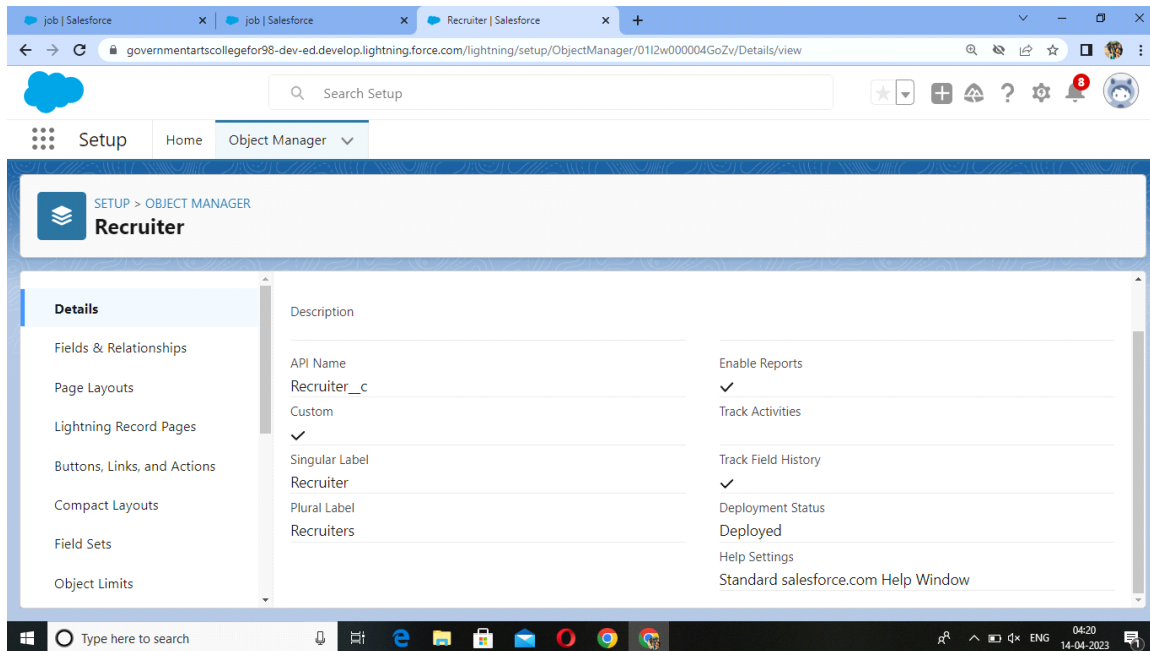 job | Salesforce
job | Salesforce
Recruiter | Salesforce
governmentartscollegefor98-dev-ed.develop.lightning.force.com/lightning/setup/ObjectManager/01I2w000004GoZv/Details/view
Search Setup
8
Setup
Home
Object Manager
SETUP > OBJECT MANAGER
Recruiter
Details
Fields & Relationships
Page Layouts
Lightning Record Pages
Buttons, Links, and Actions
Compact Layouts
Field Sets
Object Limits
Description
API Name
Recruiter__c
Custom
Singular Label
Recruiter
Plural Label
Recruiters
Enable Reports
Track Activities
Track Field History
Deployment Status
Deployed
Help Settings
Standard salesforce.com Help Window
Type here to search
ENG
04:20
14-04-2023
1